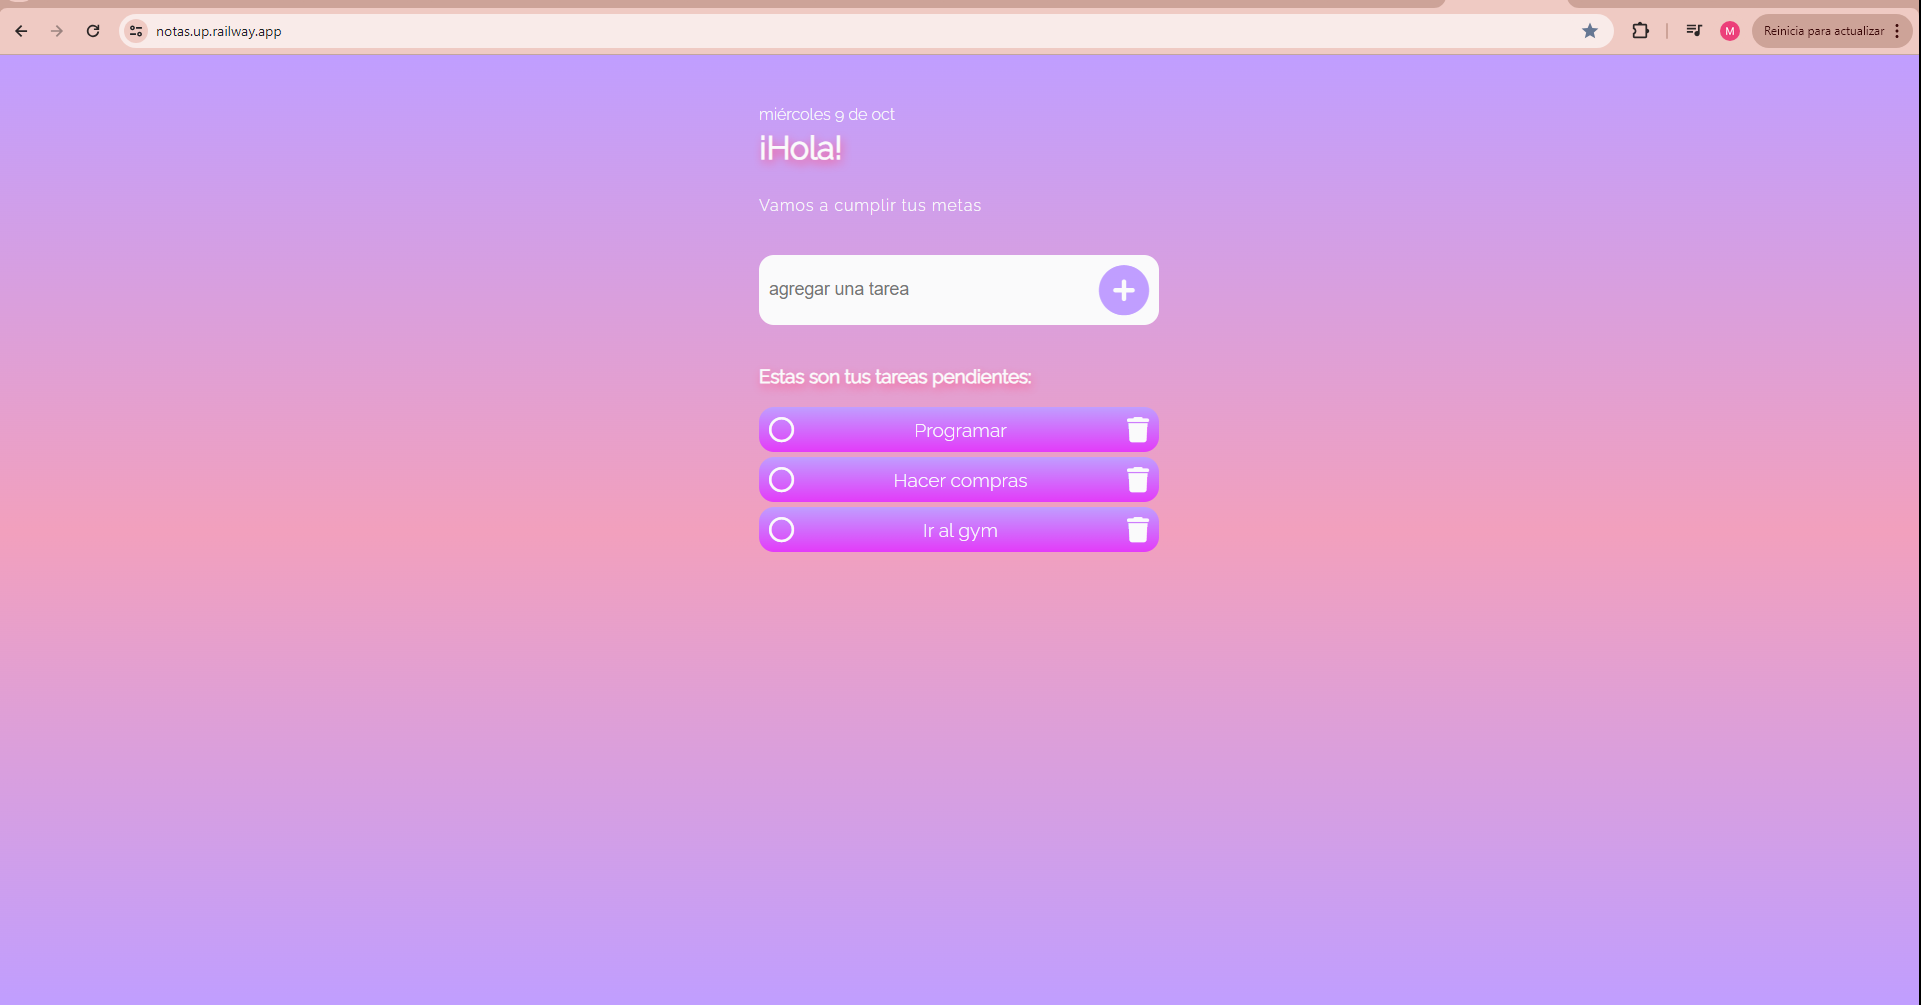 notas.up.railway.app
M
Reinicia para actualizar
miércoles 9 de oct
¡Hola!
Vamos a cumplir tus metas
agregar una tarea
Estas son tus tareas pendientes:
Programar
Hacer compras
Ir al gym